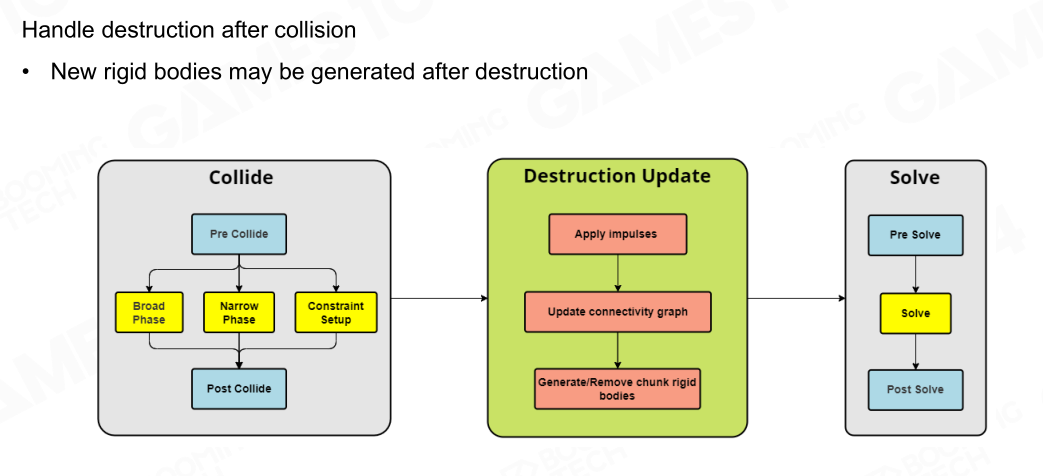 Handle destruction after collision
• New rigid bodies may be generated after destruction
Collide
Pre Collide
Broad
Phase
Narrow
Phase
Constraint
Setup
Post Collide
Destruction Update
Apply impulses
Update connectivity graph
Generate/Remove chunk rigid
bodies
Solve
Pre Solve
Solve
Post Solve